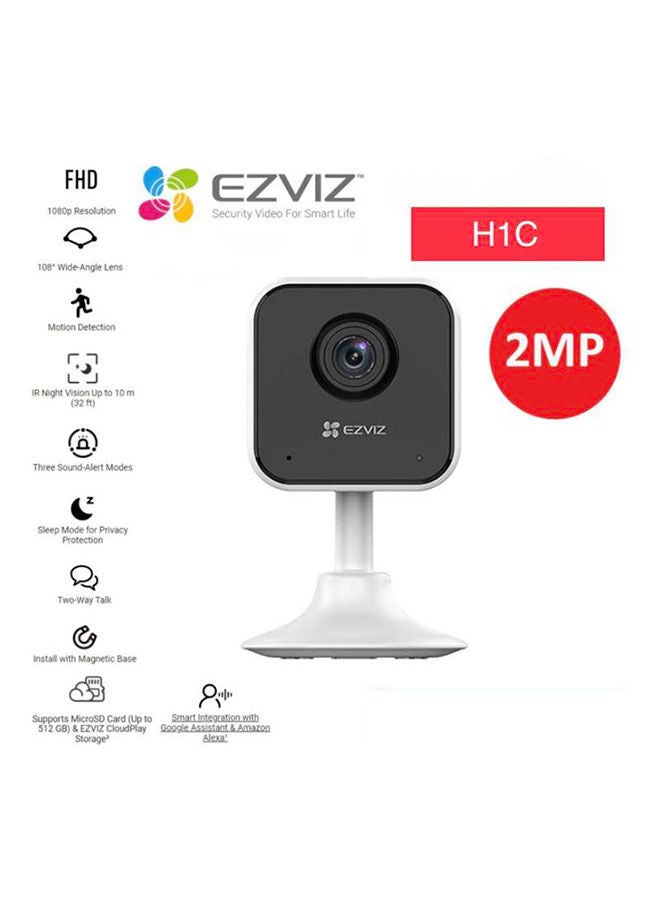 FHD
1080p Resolution
108° Wide-Angle Lens
Motion Detection
IR Night Vision Up to 10 m
(32 ft)
Three Sound-Alert Modes
Z
Sleep Mode for Privacy
Protection
Two-Way Talk
Install with Magnetic Base
Supports MicroSD Card (Up to
512 GB) & EZVIZ CloudPlay
Storage²
Smart Integration with
Google Assistant & Amazon
Alexa¹
EZVIZ™
Security Video For Smart Life
H1C
2MP
EZVIZ